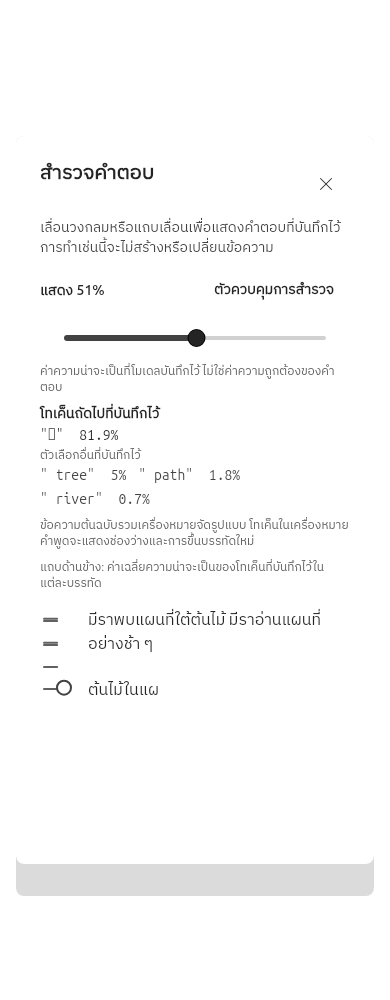 สำรวจคำตอบ
เลื่อนวงกลมหรือแถบเลื่อนเพื่อแสดงคำตอบที่บันทึกไว้
การทำเช่นนี้จะไม่สร้างหรือเปลี่ยนข้อความ
แสดง 51% ตัวควบคุมการสำรวจ
ค่าความน่าจะเป็นที่โมเดลบันทึกไว้ ไม่ใช่ค่าความถูกต้องของคำ
ตอบ
โทเค็นถัดไปที่บันทึกไว้
"▯" 81.9%
ตัวเลือกอื่นที่บันทึกไว้
" tree" 5% " path" 1.8%
" river" 0.7%
ข้อความต้นฉบับรวมเครื่องหมายจัดรูปแบบ โทเค็นในเครื่องหมาย
คำพูดจะแสดงช่องว่างและการขึ้นบรรทัดใหม่
แถบด้านข้าง: ค่าเฉลี่ยความน่าจะเป็นของโทเค็นที่บันทึกไว้ใน
แต่ละบรรทัด
มีราพบแผนที่ใต้ต้นไม้ มีราอ่านแผนที่
อย่างช้า ๆ
ต้นไม้ในแผ